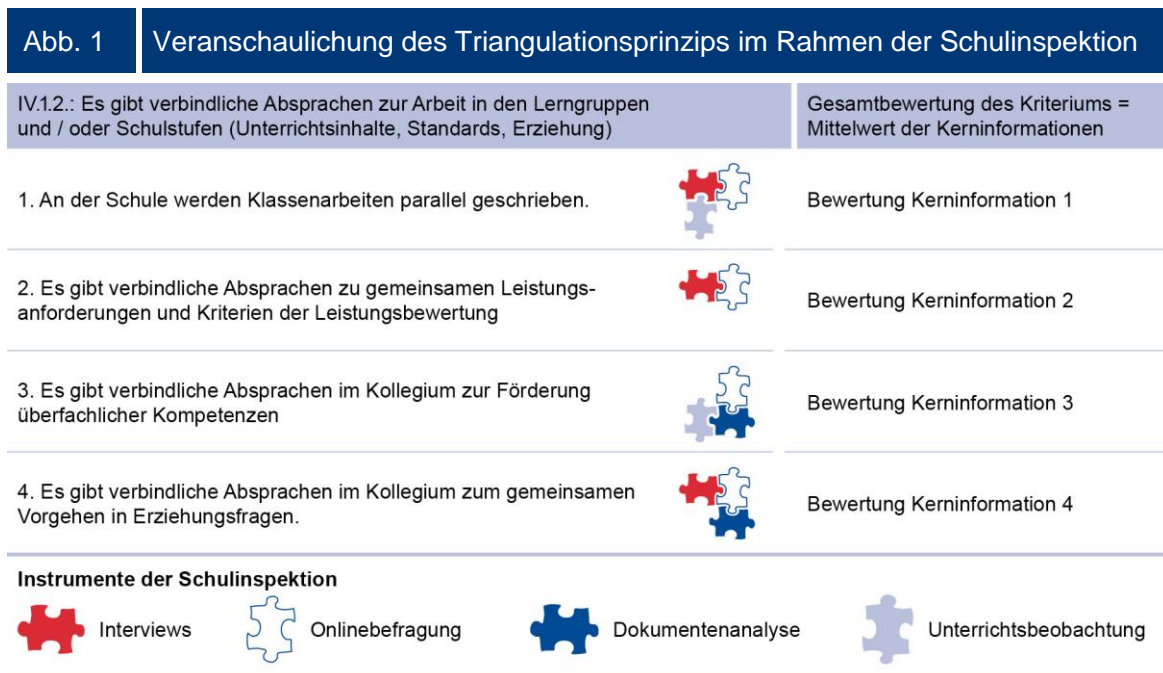 Abb. 1 Veranschaulichung des Triangulationsprinzips im Rahmen der Schulinspektion
IV.1.2.: Es gibt verbindliche Absprachen zur Arbeit in den Lerngruppen
und / oder Schulstufen (Unterrichtsinhalte, Standards, Erziehung)
Gesamtbewertung des Kriteriums =
Mittelwert der Kerninformationen
1. An der Schule werden Klassenarbeiten parallel geschrieben.
Bewertung Kerninformation 1
2. Es gibt verbindliche Absprachen zu gemeinsamen Leistungs-
anforderungen und Kriterien der Leistungsbewertung
Bewertung Kerninformation 2
3. Es gibt verbindliche Absprachen im Kollegium zur Förderung
überfachlicher Kompetenzen
Bewertung Kerninformation 3
4. Es gibt verbindliche Absprachen im Kollegium zum gemeinsamen
Vorgehen in Erziehungsfragen.
Bewertung Kerninformation 4
Instrumente der Schulinspektion
Interviews Onlinebefragung Dokumentenanalyse Unterrichtsbeobachtung